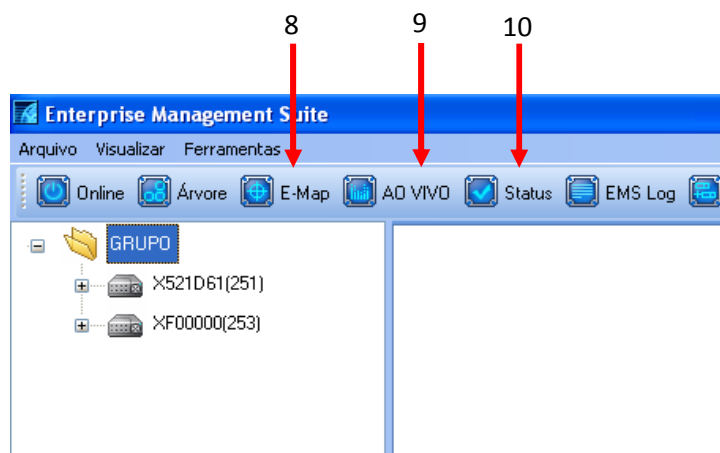 8 9 10
Enterprise Management Suite
Arquivo Visualizar Ferramentas
Online Árvore E-Map AO VIVO Status EMS Log
GRUPO
X521D61(251)
XF00000(253)